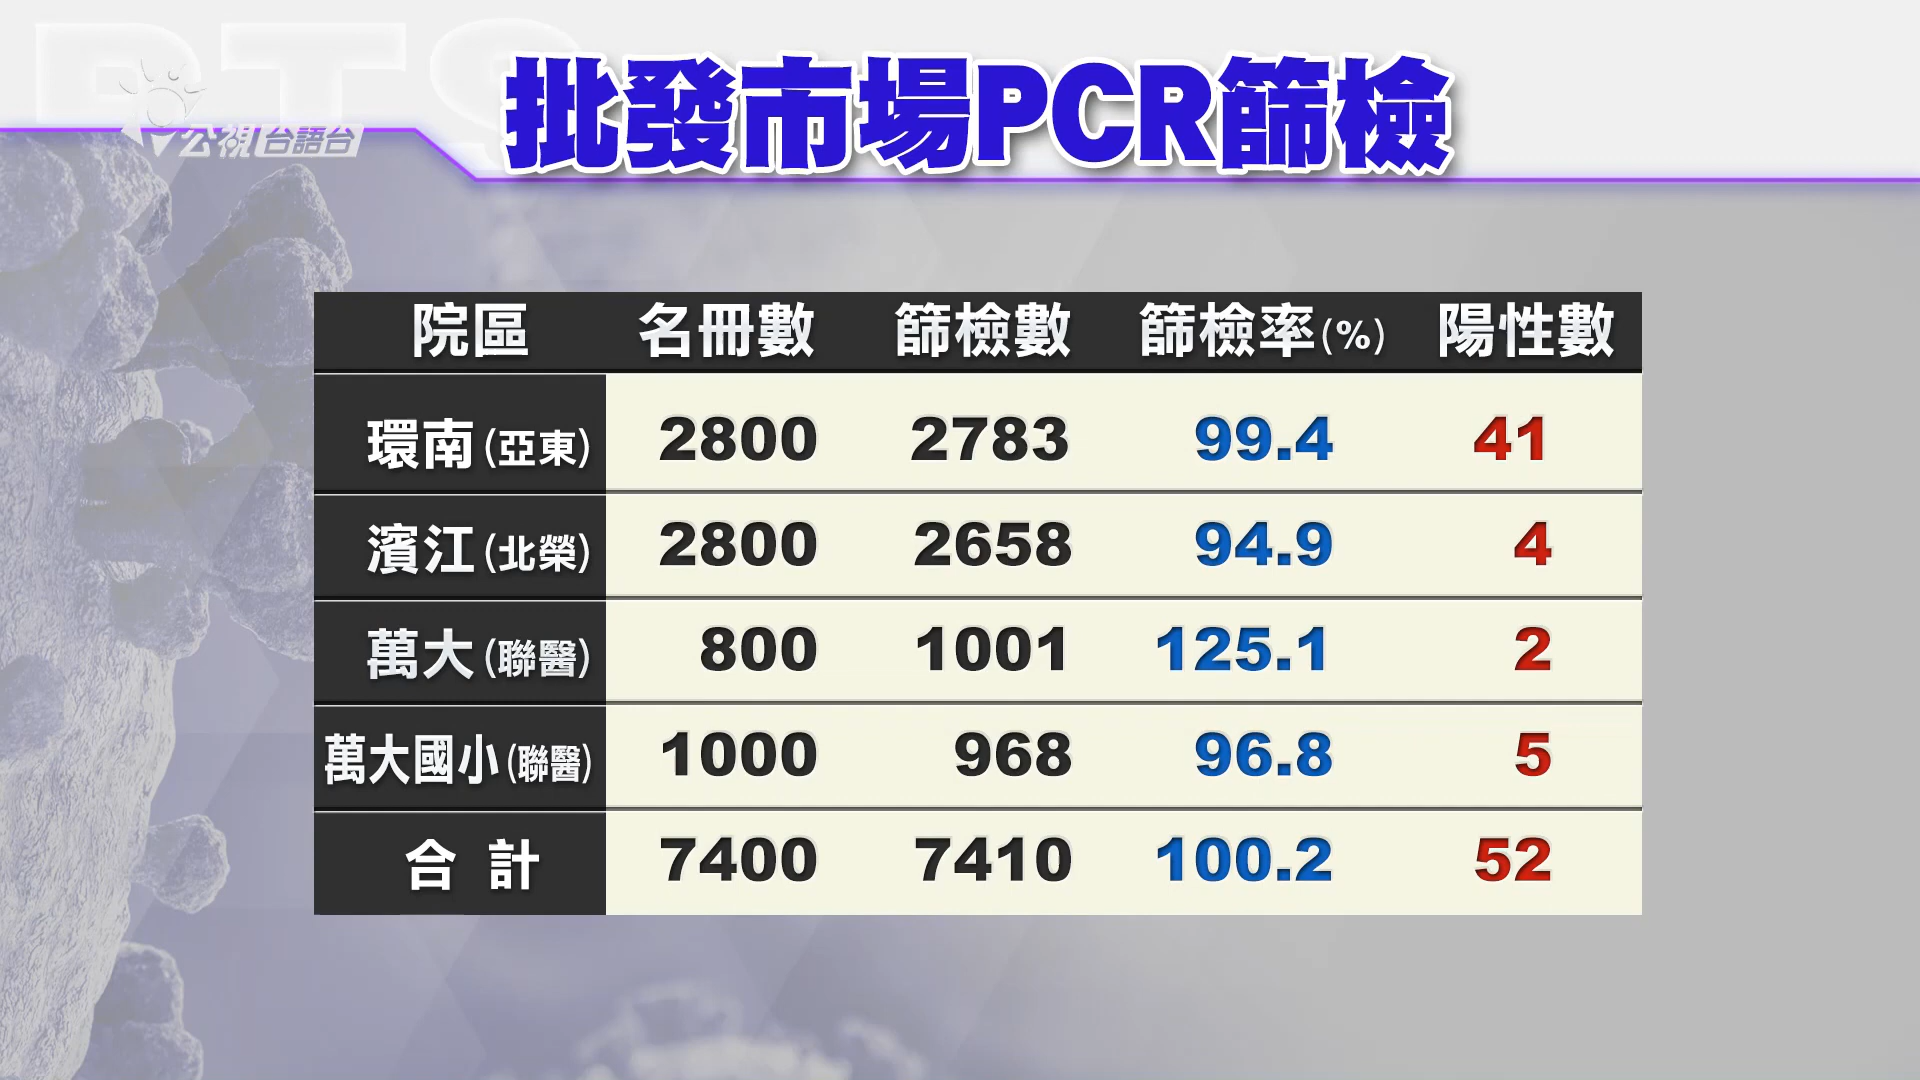 PTS
公視台語台
批發市場PCR篩檢
院區 名冊數 篩檢數 篩檢率(%) 陽性數
環南(亞東) 2800 2783 99.4 41
濱江(北榮) 2800 2658 94.9 4
萬大(聯醫) 800 1001 125.1 2
萬大國小(聯醫) 1000 968 96.8 5
合計 7400 7410 100.2 52